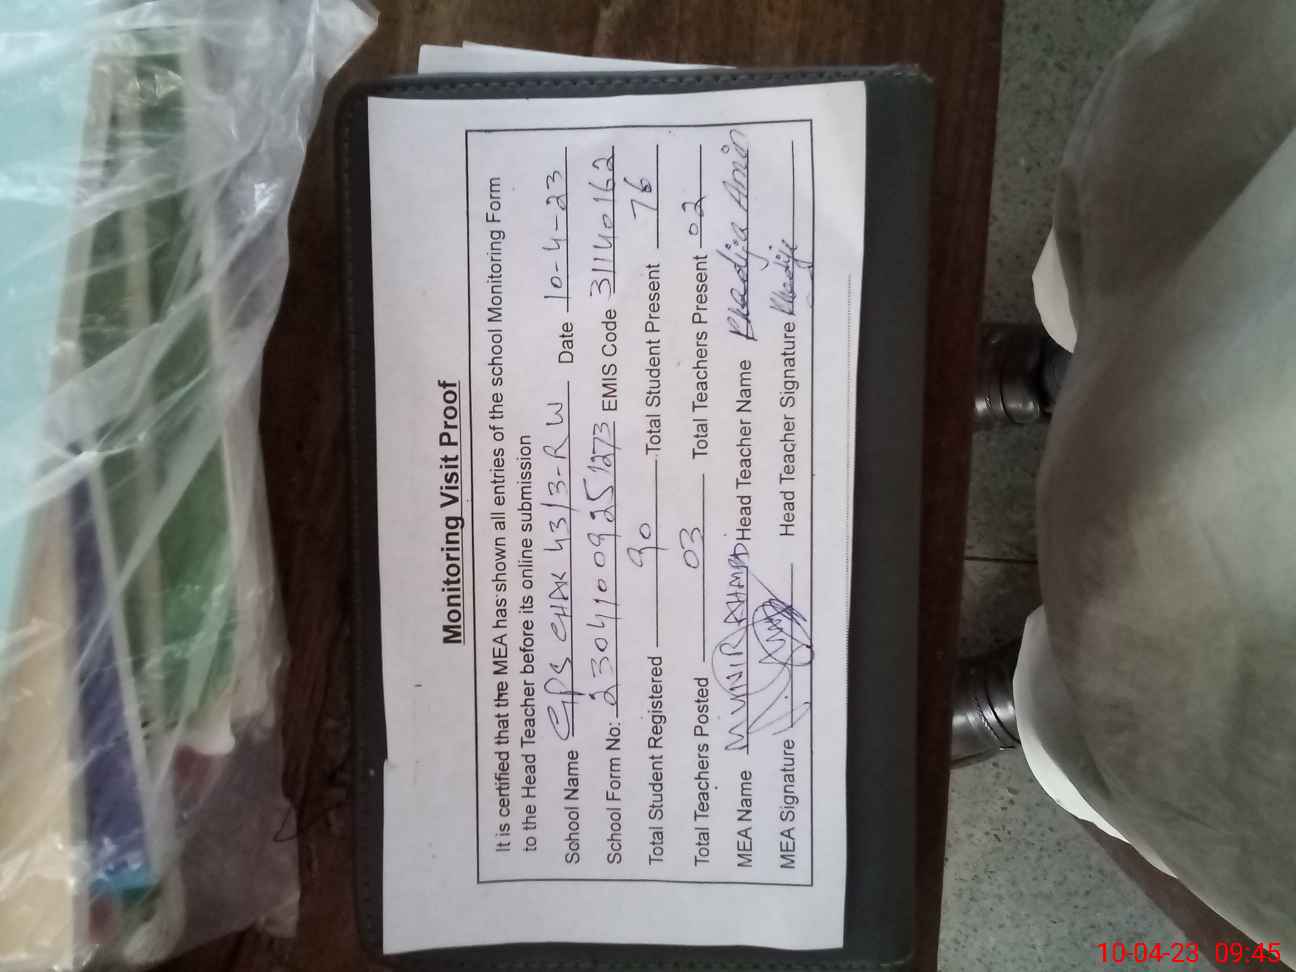 Monitoring Visit Proof
It is certified that the MEA has shown all entries of the school Monitoring Form
to the Head Teacher before its online submission
School Name GPS CHAK 43/3-RW Date 10-4-23
School Form No: 23041009251273 EMIS Code 31140162
Total Student Registered 90 Total Student Present 76
Total Teachers Posted 03 Total Teachers Present 02
MEA Name MUNIR AHMAD Head Teacher Name Khadija Amin
MEA Signature Head Teacher Signature Khadija
10-04-23 09:45